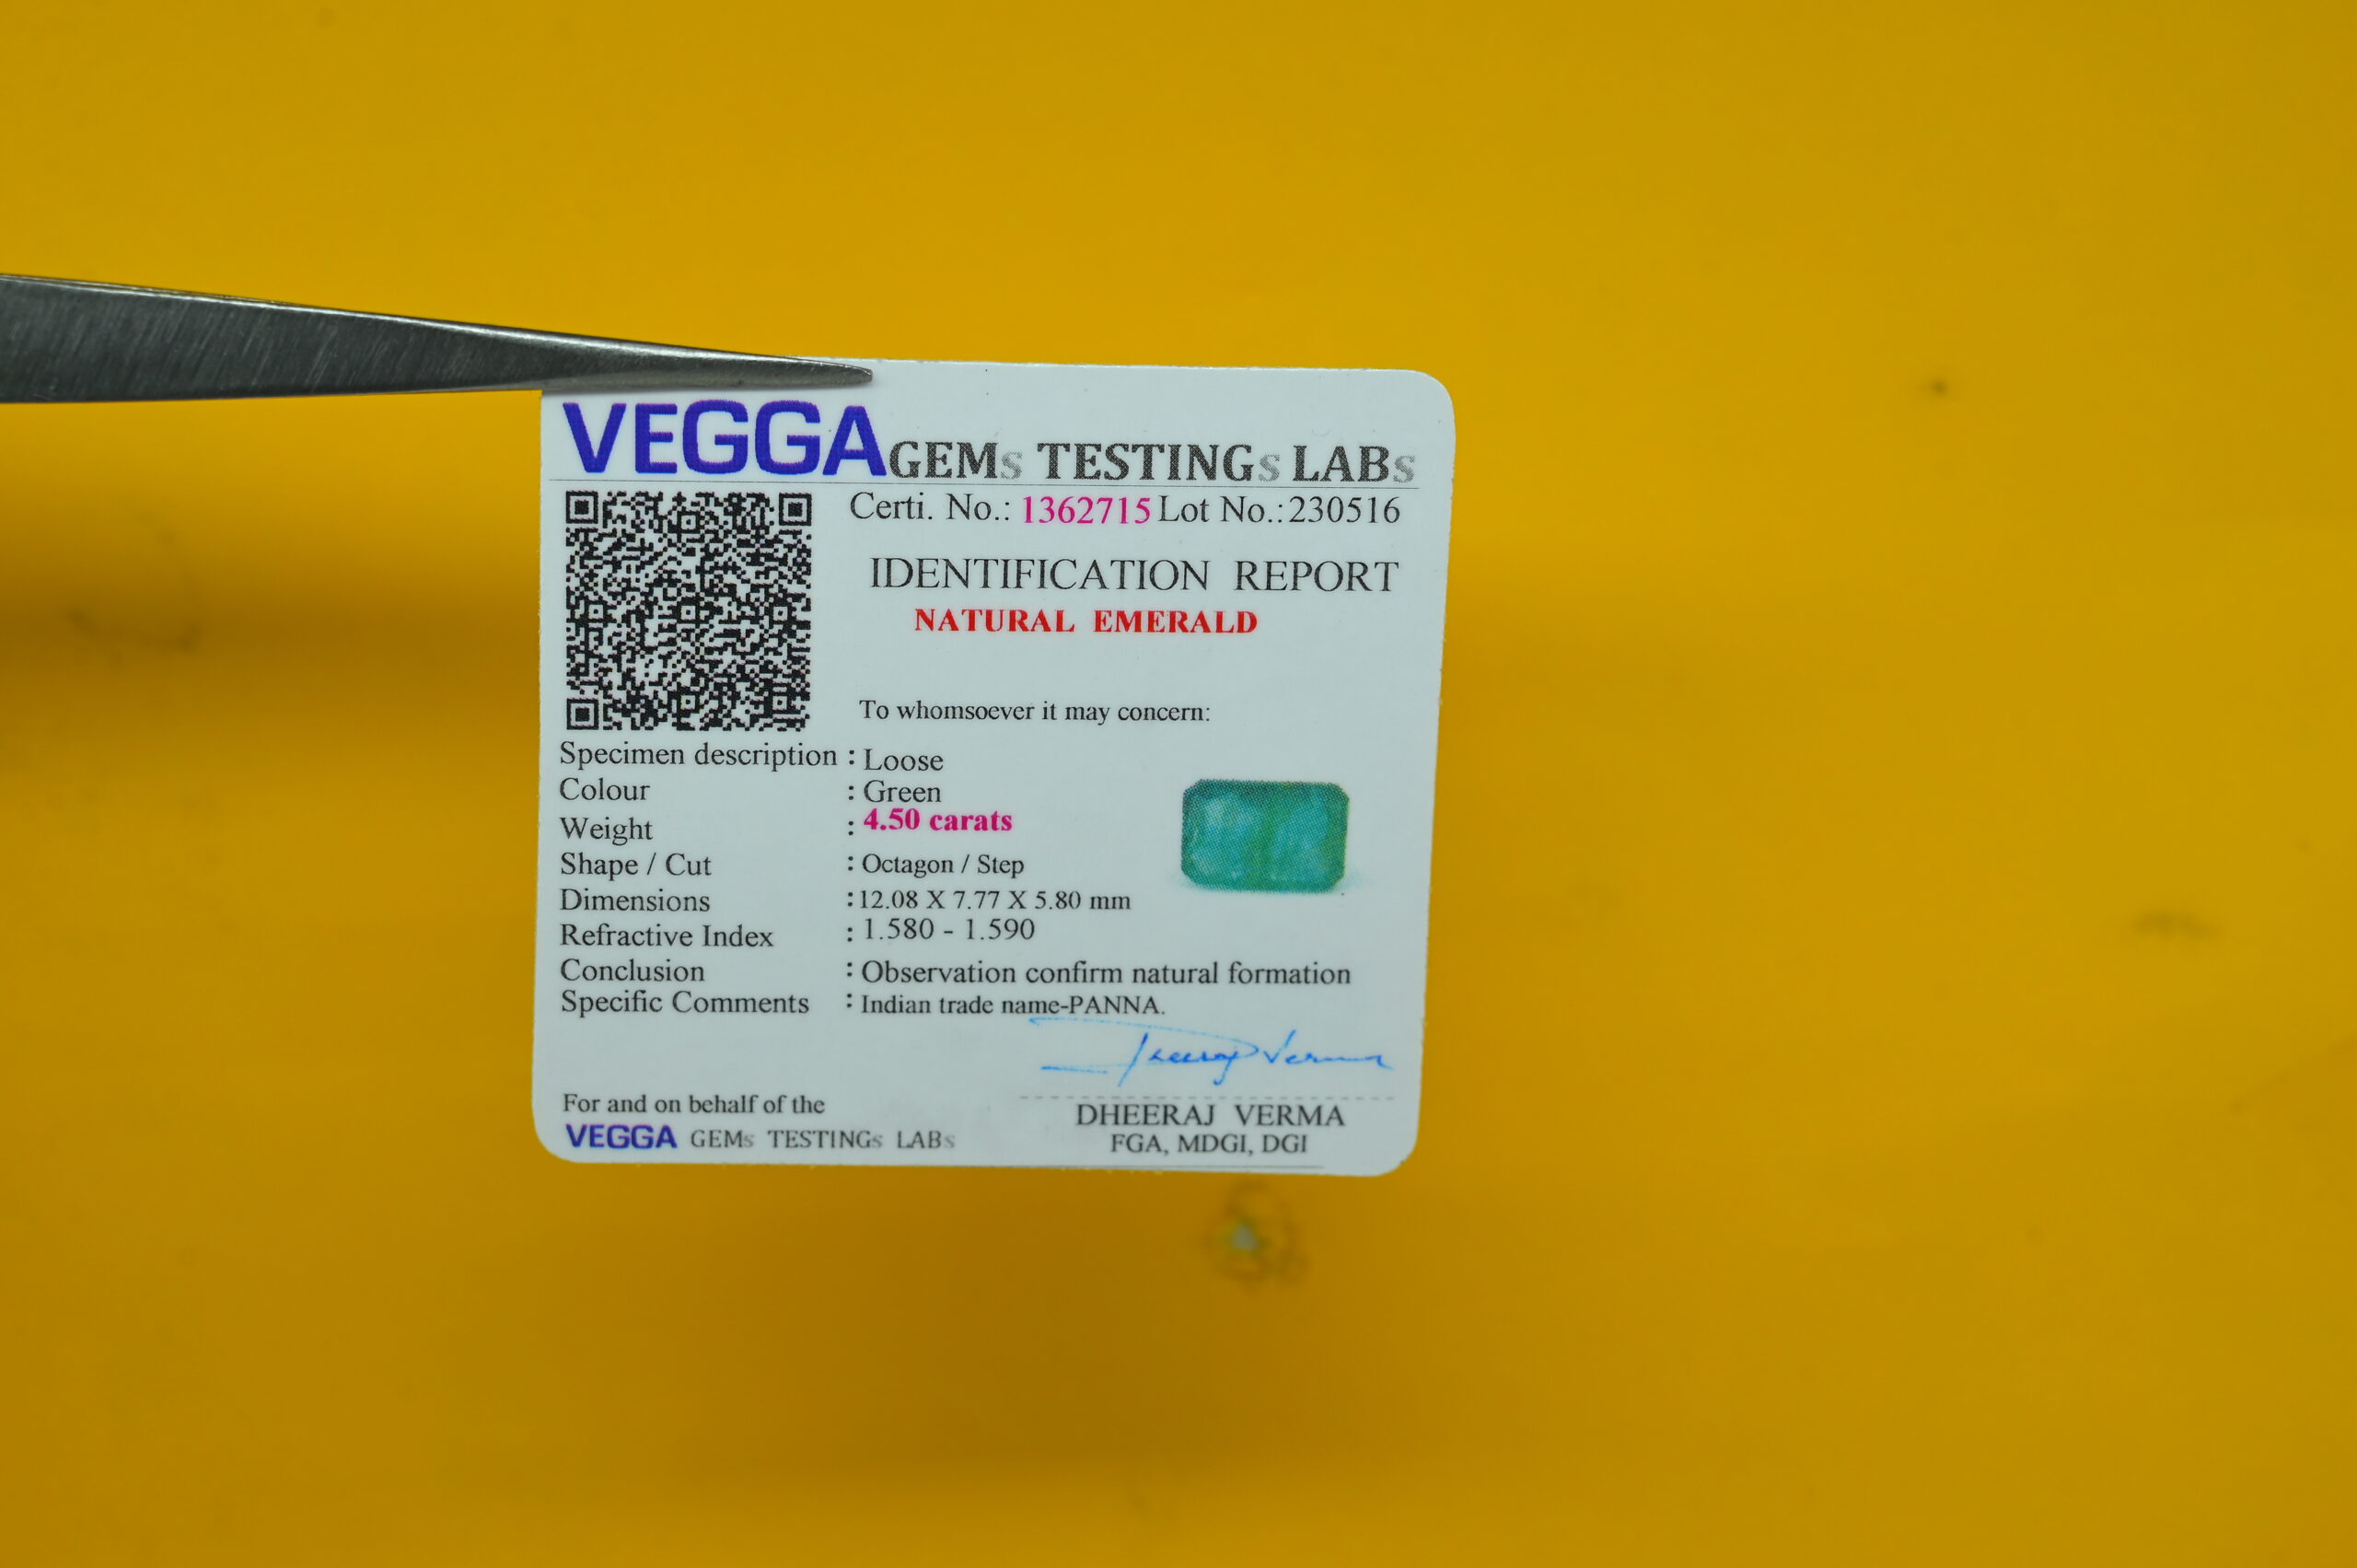 VEGGA GEMs TESTINGs LABs
Certi. No.: 1362715 Lot No.:230516
IDENTIFICATION REPORT
NATURAL EMERALD
To whomsoever it may concern:
Specimen description : Loose
Colour : Green
Weight : 4.50 carats
Shape / Cut : Octagon / Step
Dimensions : 12.08 X 7.77 X 5.80 mm
Refractive Index : 1.580 - 1.590
Conclusion : Observation confirm natural formation
Specific Comments : Indian trade name-PANNA.
Dheeraj Verma
For and on behalf of the
VEGGA GEMs TESTINGs LABs
DHEERAJ VERMA
FGA, MDGI, DGI